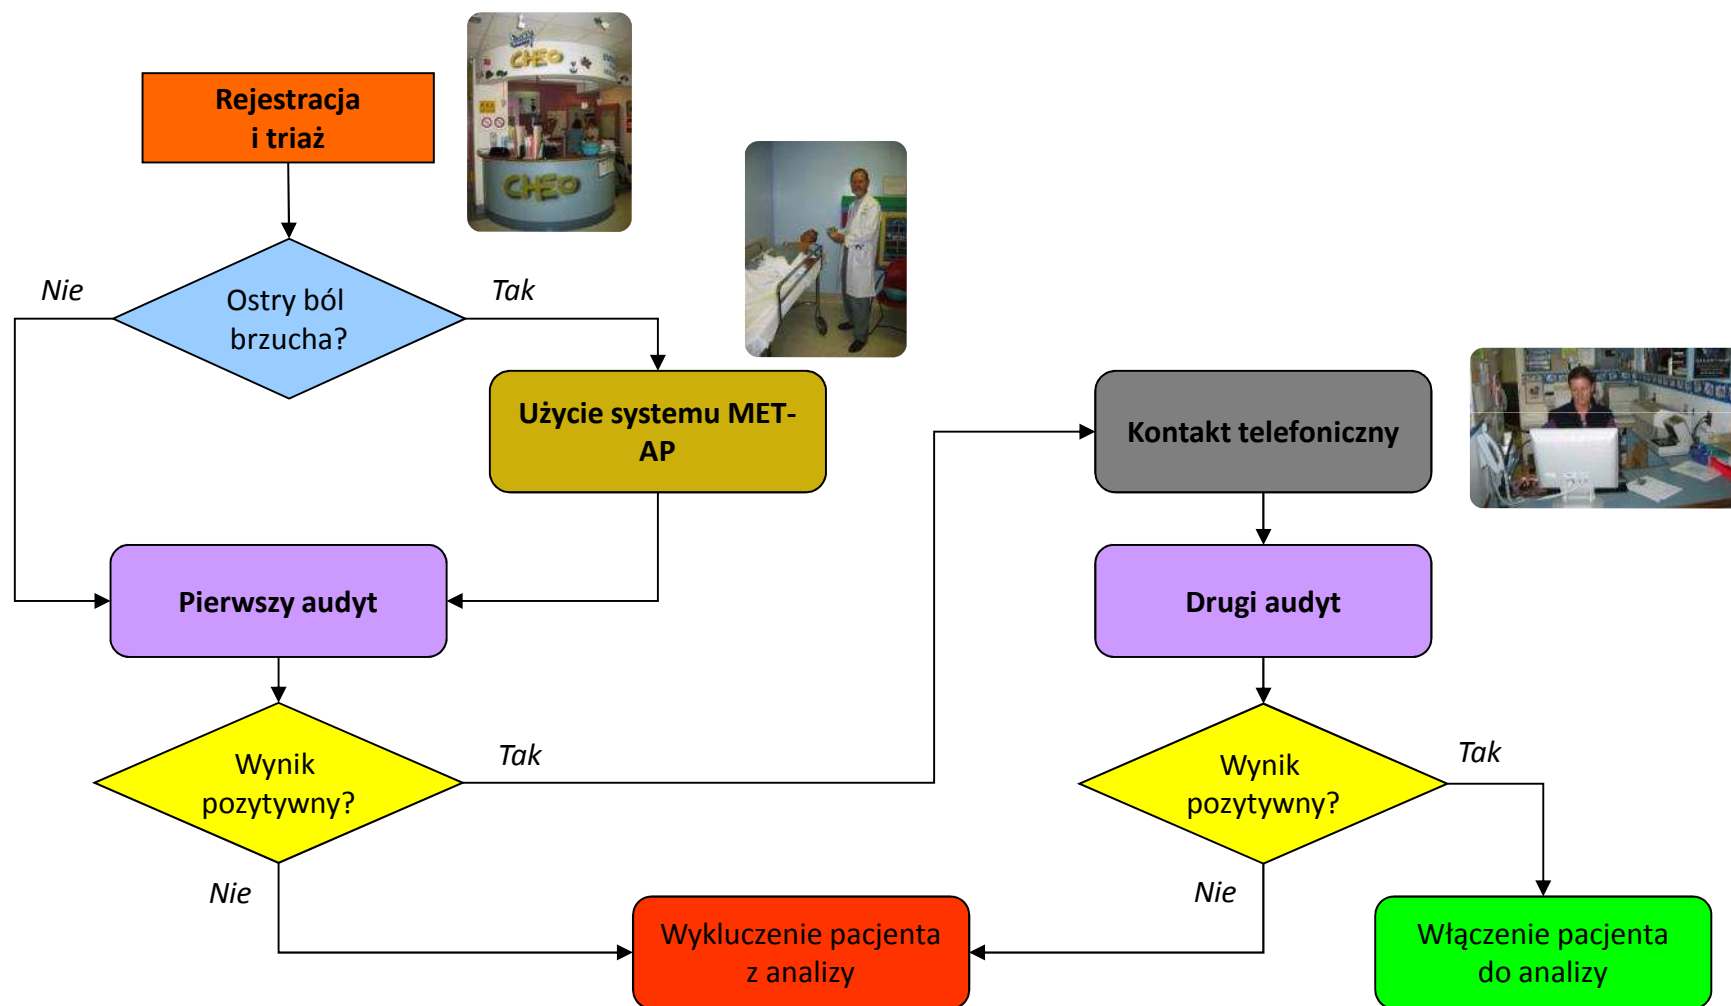 CHEO
CHEO
Rejestracja
i triaż
Nie
Tak
Ostry ból
brzucha?
Użycie systemu MET-
AP
Kontakt telefoniczny
Pierwszy audyt
Drugi audyt
Wynik
pozytywny?
Tak
Wynik
pozytywny?
Tak
Nie
Nie
Wykluczenie pacjenta
z analizy
Włączenie pacjenta
do analizy